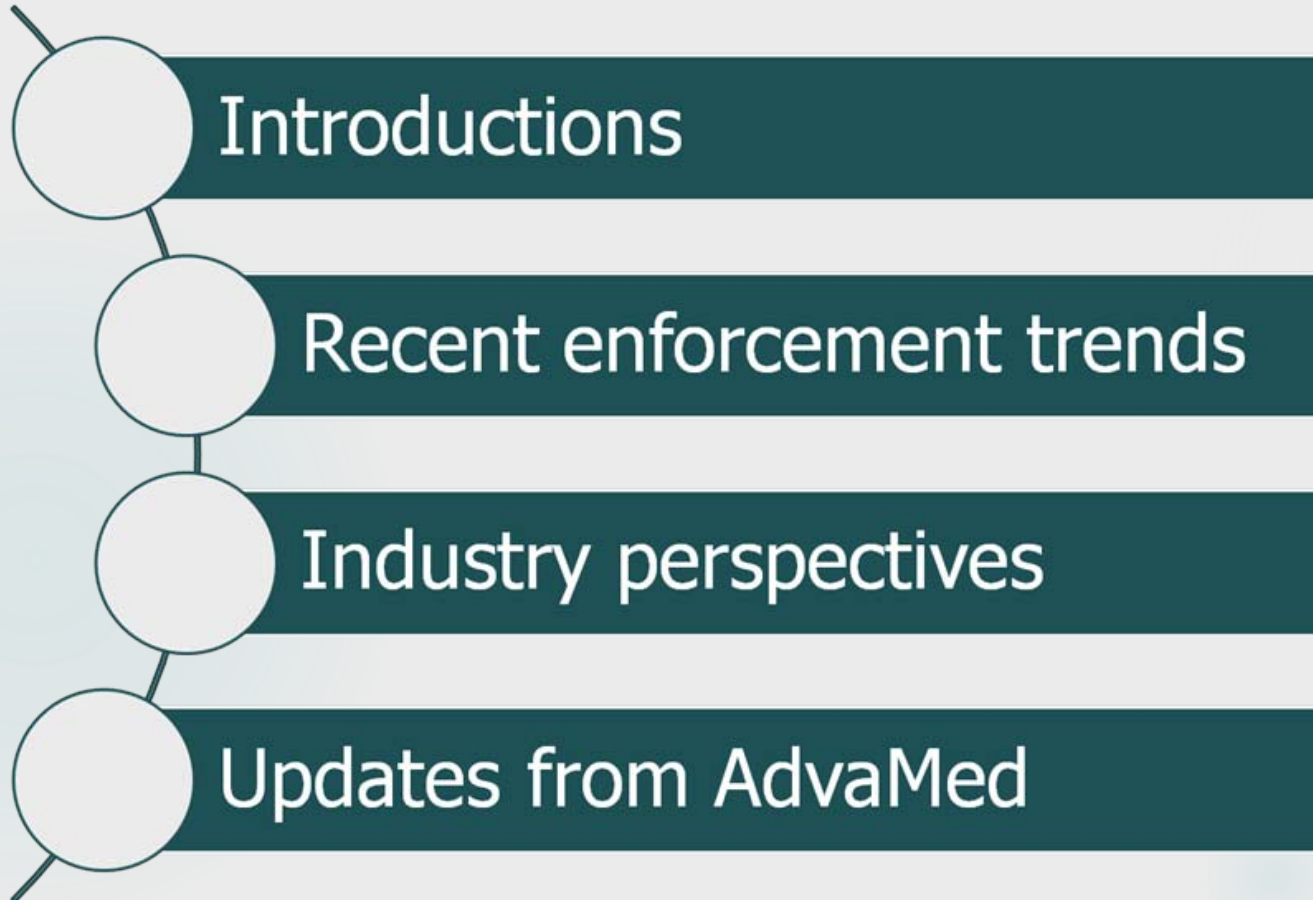 Introductions
Recent enforcement trends
Industry perspectives
Updates from AdvaMed